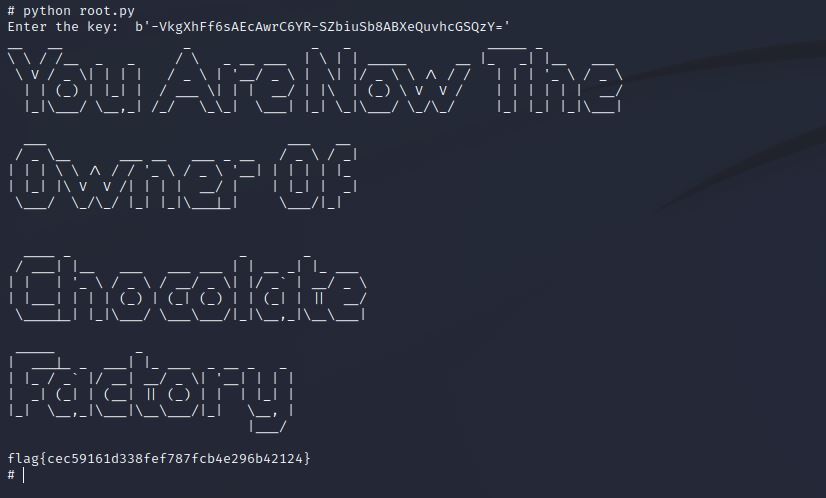 # python root.py
Enter the key:  b'-VkgXhFf6sAEcAwrC6YR-SZbiuSb8ABXeQuvhcGSQzY='
You Are Now The
Owner Of
Chocolate
Factory
flag{cec59161d338fef787fcb4e296b42124}
#